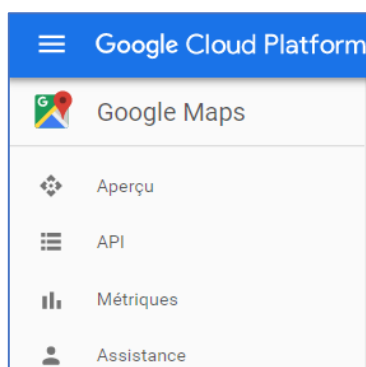 Google Cloud Platform
Google Maps
Aperçu
API
Métriques
Assistance